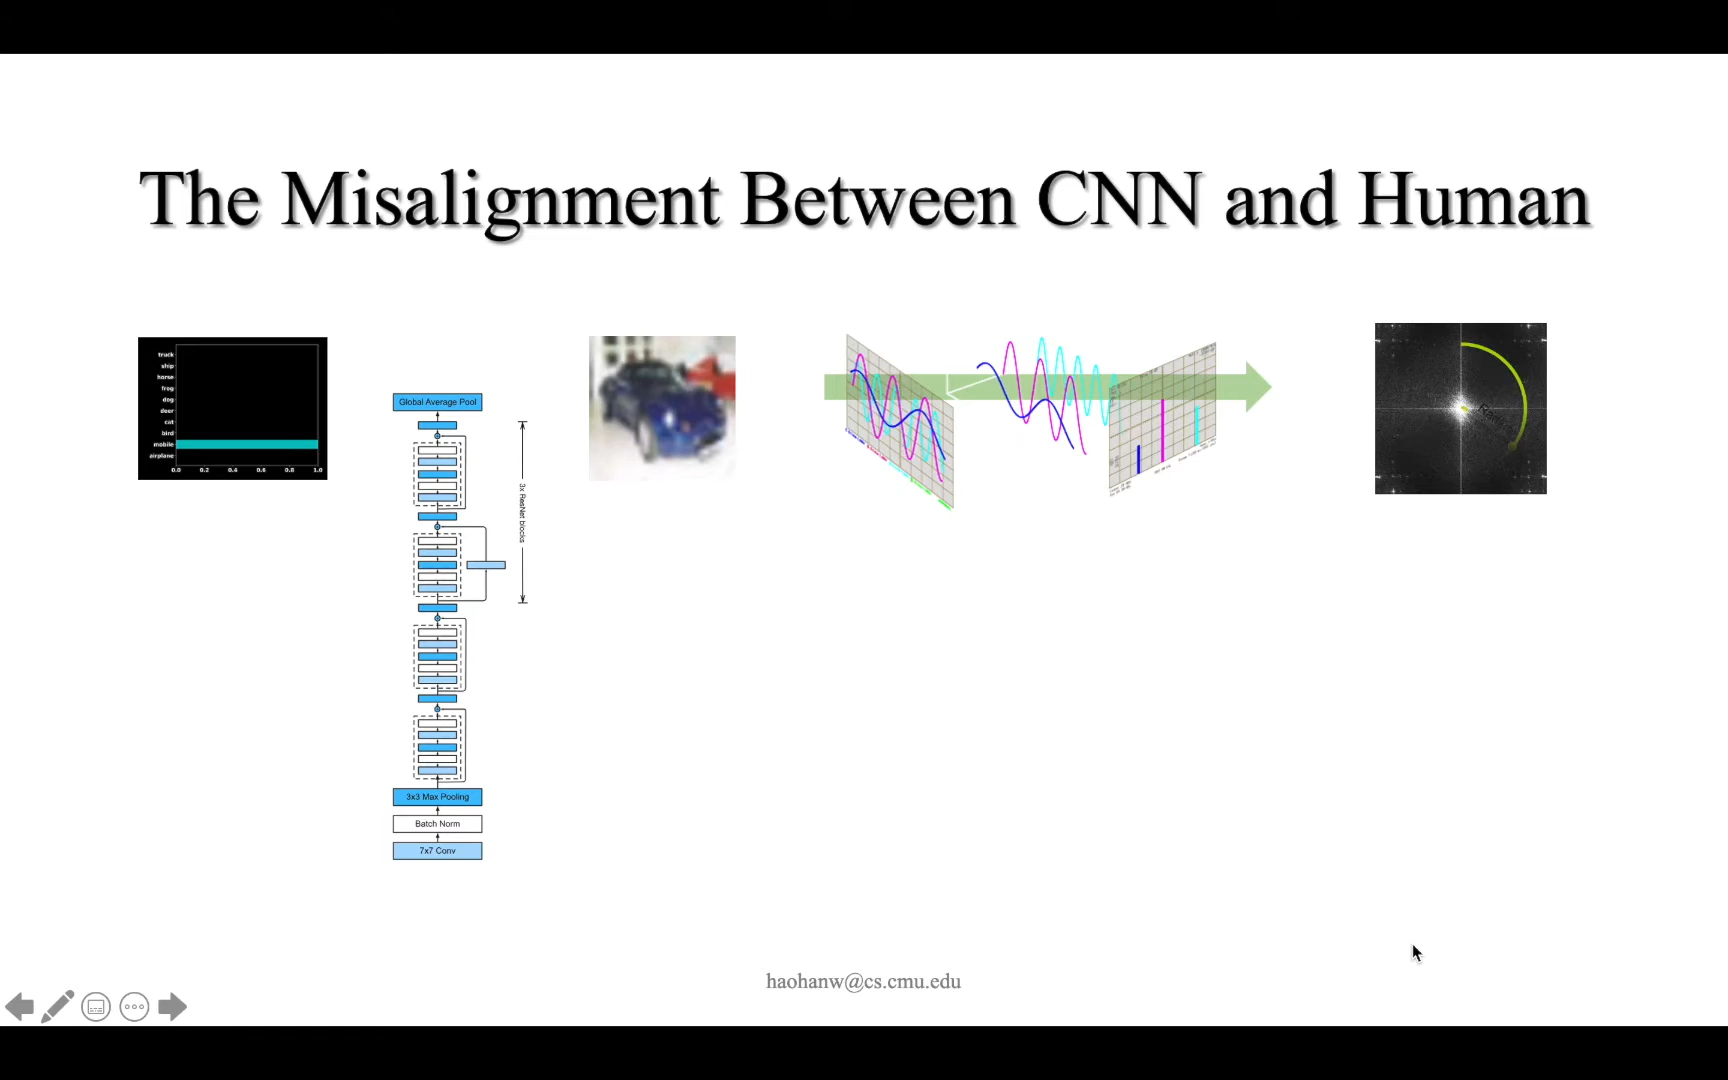 The Misalignment Between CNN and Human
truck
ship
horse
frog
dog
deer
cat
bird
mobile
airplane
0.0 0.2 0.4 0.6 0.8 1.0
Global Average Pool
3x ResNet blocks
3x3 Max Pooling
Batch Norm
7x7 Conv
haohanw@cs.cmu.edu